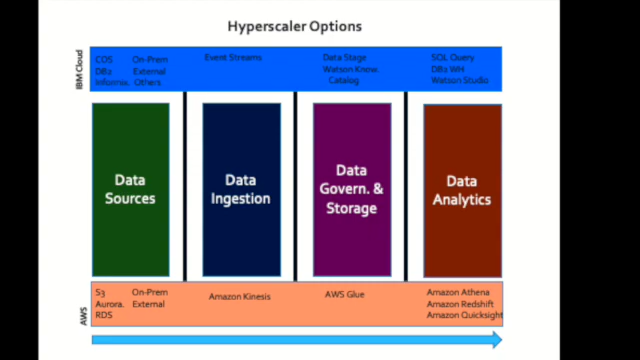 Hyperscaler Options
IBM Cloud
COS On-Prem
DB2 External
Informix. Others
Event Streams
Data Stage
Watson Know.
Catalog
SQL Query
DB2 WH
Watson Studio
Data
Sources
Data
Ingestion
Data
Govern. &
Storage
Data
Analytics
AWS
S3 On-Prem
Aurora. External
RDS
Amazon Kinesis
AWS Glue
Amazon Athena
Amazon Redshift
Amazon Quicksight